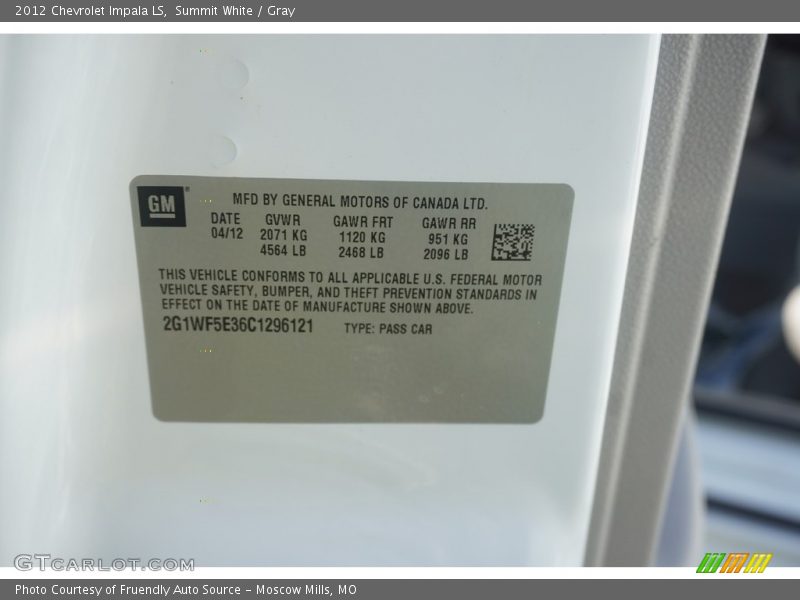 2012 Chevrolet Impala LS, Summit White / Gray
GM
MFD BY GENERAL MOTORS OF CANADA LTD.
DATE GVWR GAWR FRT GAWR RR
04/12 2071 KG 1120 KG 951 KG
4564 LB 2468 LB 2096 LB
THIS VEHICLE CONFORMS TO ALL APPLICABLE U.S. FEDERAL MOTOR
VEHICLE SAFETY, BUMPER, AND THEFT PREVENTION STANDARDS IN
EFFECT ON THE DATE OF MANUFACTURE SHOWN ABOVE.
2G1WF5E36C1296121 TYPE: PASS CAR
GTcarlot.com
Photo Courtesy of Fruendly Auto Source - Moscow Mills, MO